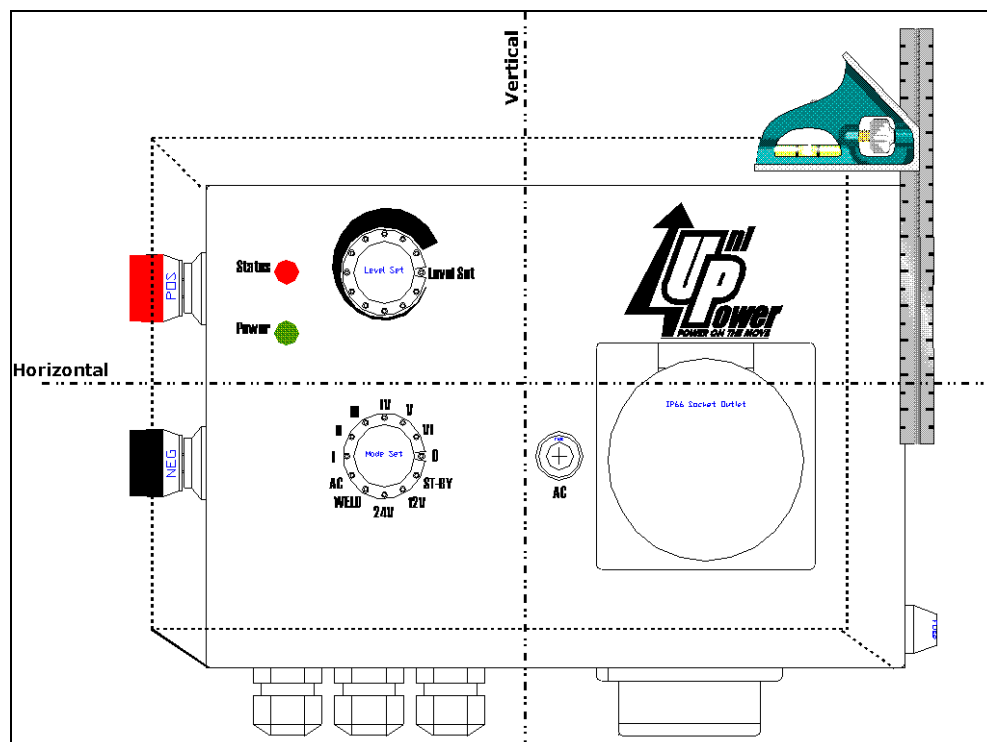 Vertical
Horizontal
Status
Power
Level Set
Level Set
POS
NEG
Uni
Power
POWER ON THE MOVE
IP66 Socket Outlet
Mode Set
I
II
III
IV
V
VI
0
ST-BY
12V
24V
WELD
AC
AC